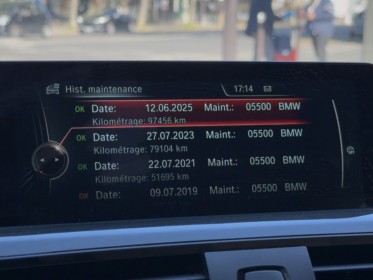 Hist. maintenance 17:14
OK Date: 12.06.2025 Maint.: 05500 BMW
Kilométrage: 97456 km
OK Date: 27.07.2023 Maint.: 05500 BMW
Kilométrage: 79104 km
OK Date: 22.07.2021 Maint.: 05500 BMW
Kilométrage: 51695 km
OK Date: 09.07.2019 Maint.: 05500 BMW